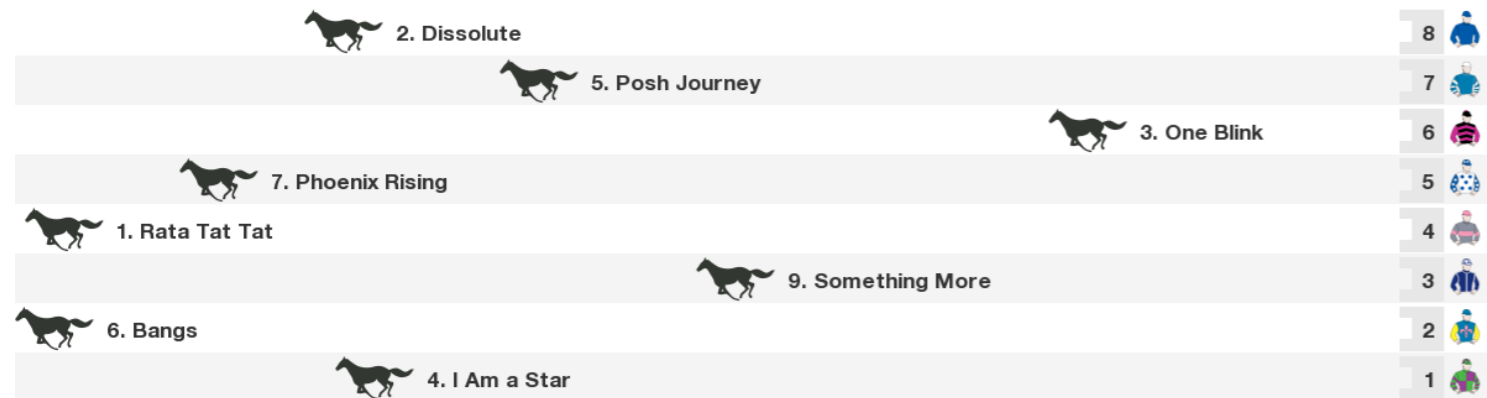 2. Dissolute 8
5. Posh Journey 7
3. One Blink 6
7. Phoenix Rising 5
1. Rata Tat Tat 4
9. Something More 3
6. Bangs 2
4. I Am a Star 1